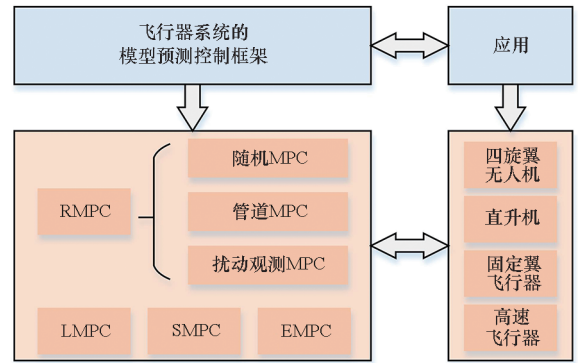 飞行器系统的
模型预测控制框架
应用
随机MPC
RMPC
管道MPC
扰动观测MPC
LMPC
SMPC
EMPC
四旋翼
无人机
直升机
固定翼
飞行器
高速
飞行器